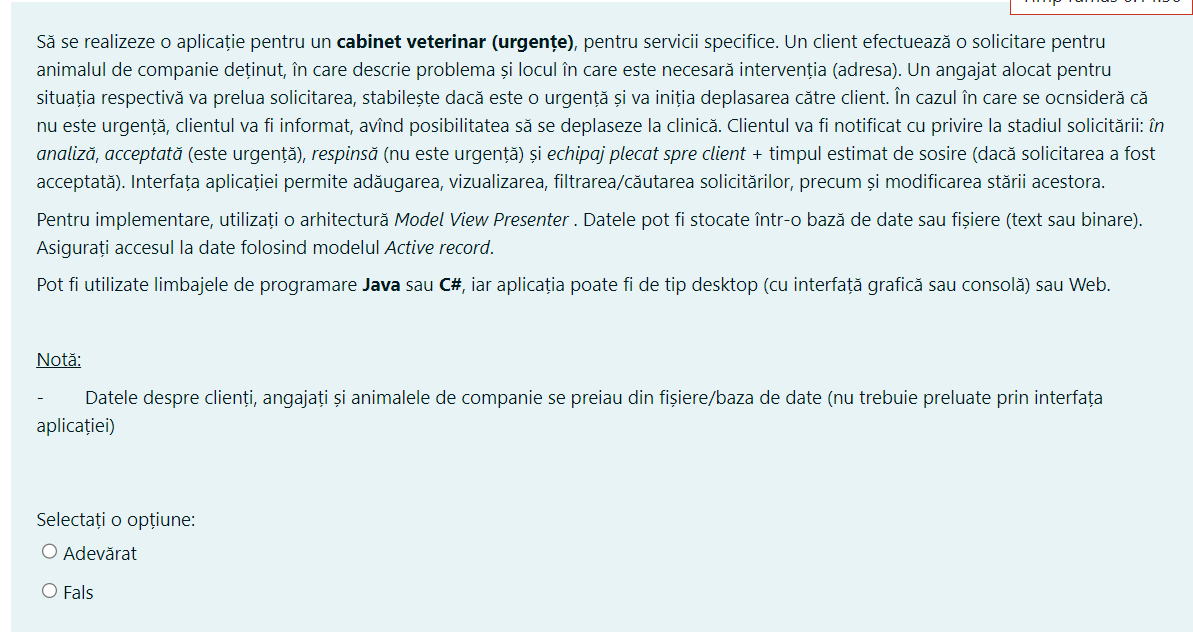 Să se realizeze o aplicație pentru un cabinet veterinar (urgențe), pentru servicii specifice. Un client efectuează o solicitare pentru
animalul de companie deținut, în care descrie problema și locul în care este necesară intervenția (adresa). Un angajat alocat pentru
situația respectivă va prelua solicitarea, stabilește dacă este o urgență și va iniția deplasarea către client. În cazul în care se ocnsideră că
nu este urgență, clientul va fi informat, avînd posibilitatea să se deplaseze la clinică. Clientul va fi notificat cu privire la stadiul solicitării: în
analiză, acceptată (este urgență), respinsă (nu este urgență) și echipaj plecat spre client + timpul estimat de sosire (dacă solicitarea a fost
acceptată). Interfața aplicației permite adăugarea, vizualizarea, filtrarea/căutarea solicitărilor, precum și modificarea stării acestora.
Pentru implementare, utilizați o arhitectură Model View Presenter . Datele pot fi stocate într-o bază de date sau fișiere (text sau binare).
Asigurați accesul la date folosind modelul Active record.
Pot fi utilizate limbajele de programare Java sau C#, iar aplicația poate fi de tip desktop (cu interfață grafică sau consolă) sau Web.
Notă:
- Datele despre clienți, angajați și animalele de companie se preiau din fișiere/baza de date (nu trebuie preluate prin interfața
aplicației)
Selectați o opțiune:
Adevărat
Fals